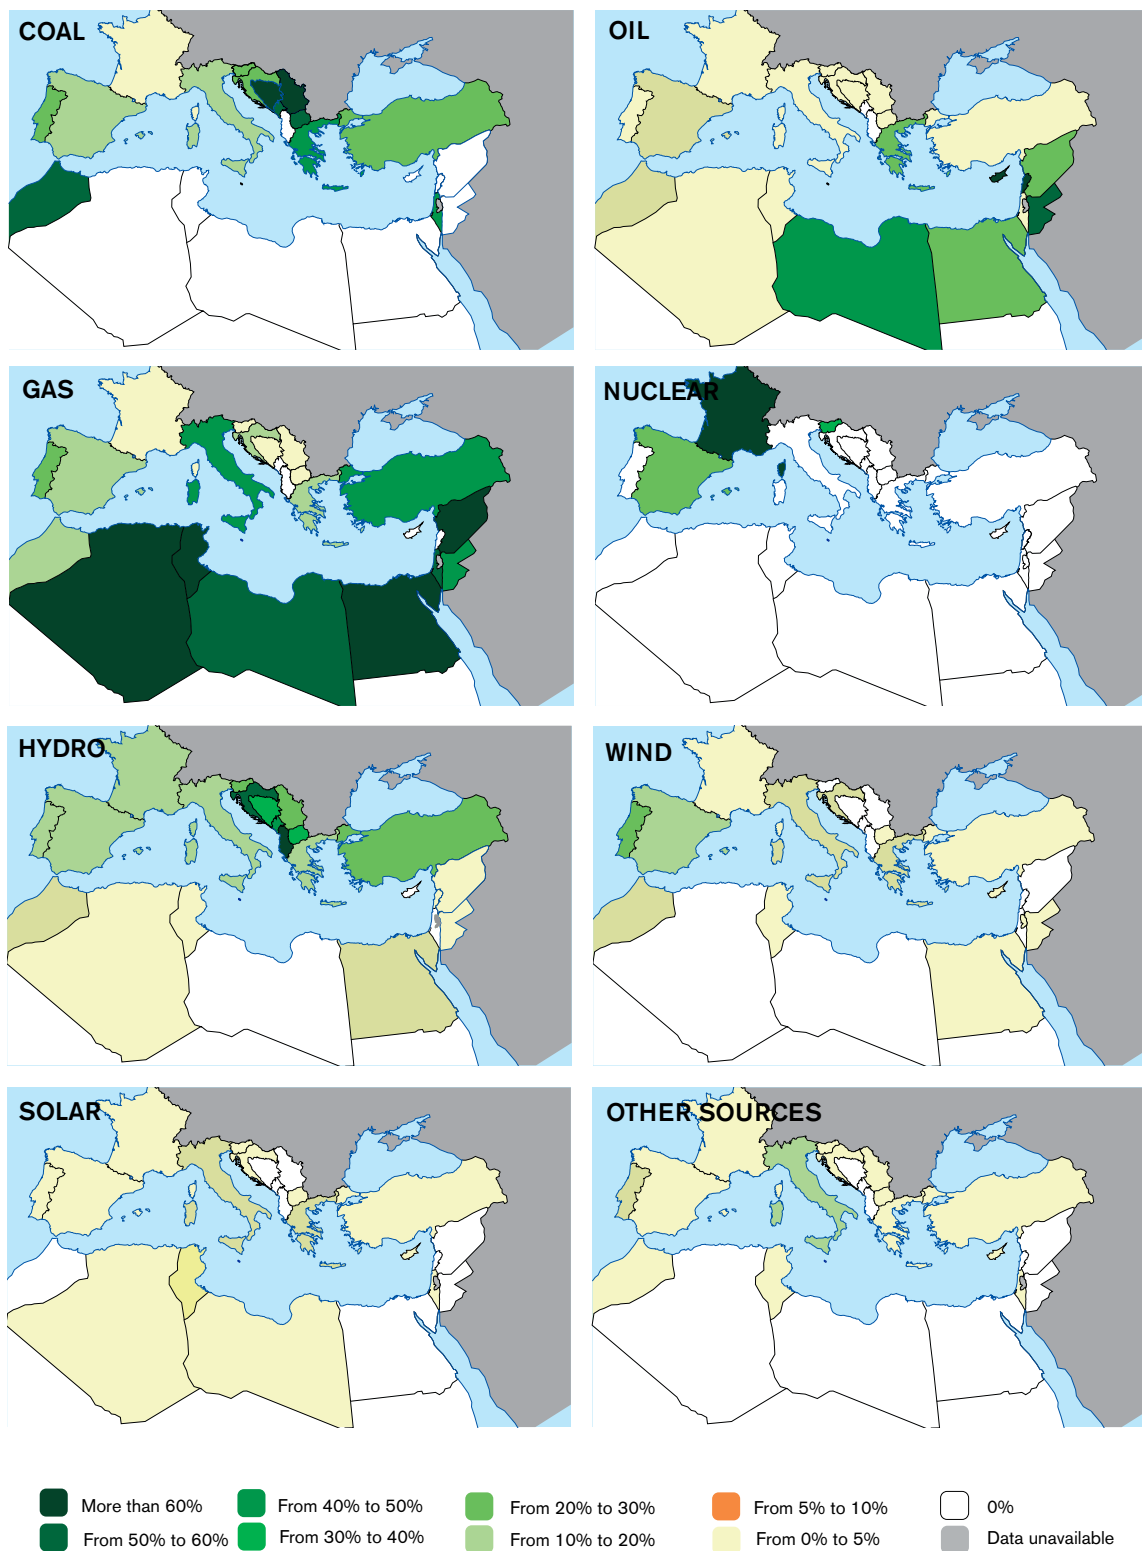 COAL
OIL
GAS
NUCLEAR
HYDRO
WIND
SOLAR
OTHER SOURCES
More than 60%
From 40% to 50%
From 20% to 30%
From 5% to 10%
0%
From 50% to 60%
From 30% to 40%
From 10% to 20%
From 0% to 5%
Data unavailable